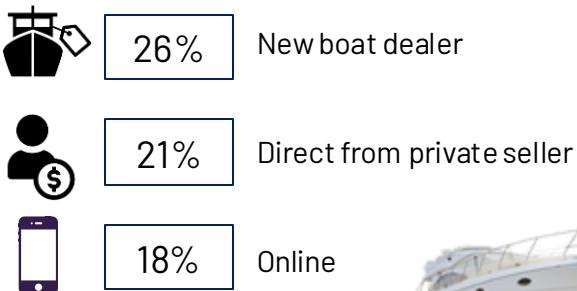 26% New boat dealer
21% Direct from private seller
$
18% Online